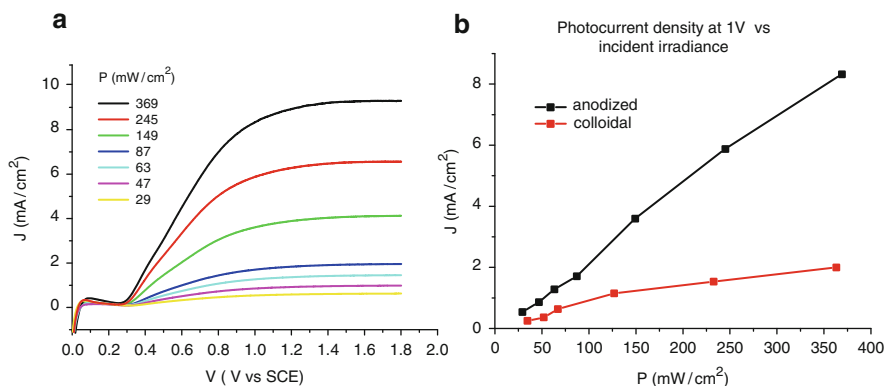 a
P (mW/cm²)
369
245
149
87
63
47
29
10
8
6
4
2
0
J (mA/cm²)
0.0 0.2 0.4 0.6 0.8 1.0 1.2 1.4 1.6 1.8 2.0
V ( V vs SCE)
b
Photocurrent density at 1V vs
incident irradiance
anodized
colloidal
8
6
4
2
0
J (mA/cm²)
0 50 100 150 200 250 300 350 400
P (mW/cm²)